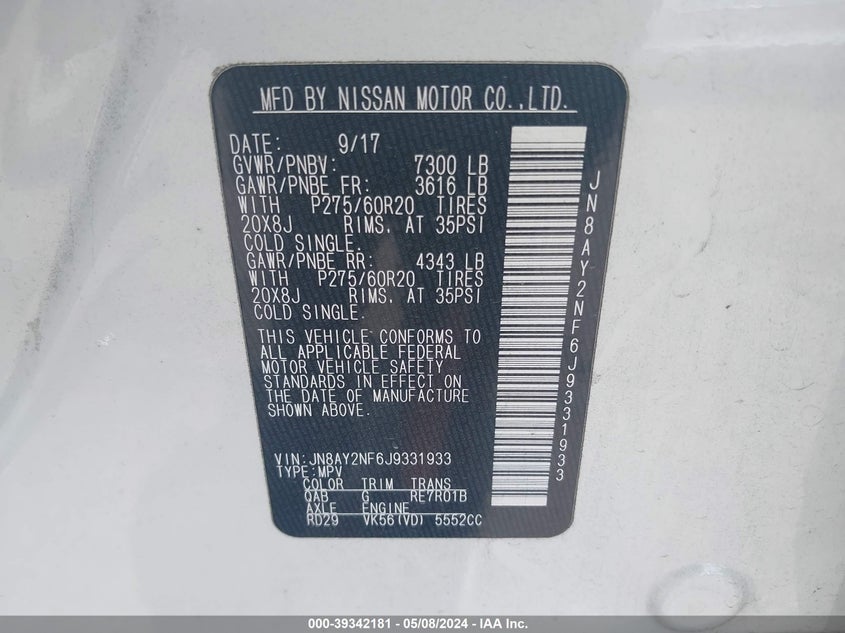 MFD BY NISSAN MOTOR CO.,LTD.
DATE: 9/17
GVWR/PNBV: 7300 LB
GAWR/PNBE FR: 3616 LB
WITH P275/60R20 TIRES
20X8J RIMS. AT 35PSI
COLD SINGLE.
GAWR/PNBE RR: 4343 LB
WITH P275/60R20 TIRES
20X8J RIMS. AT 35PSI
COLD SINGLE.
THIS VEHICLE CONFORMS TO
ALL APPLICABLE FEDERAL
MOTOR VEHICLE SAFETY
STANDARDS IN EFFECT ON
THE DATE OF MANUFACTURE
SHOWN ABOVE.
VIN:JN8AY2NF6J9331933
TYPE:MPV
COLOR TRIM TRANS
QAB G RE7R01B
AXLE ENGINE
RD29 VK56(VD) 5552CC
JN8AY2NF6J9331933
000-39342181 - 05/08/2024 - IAA Inc.